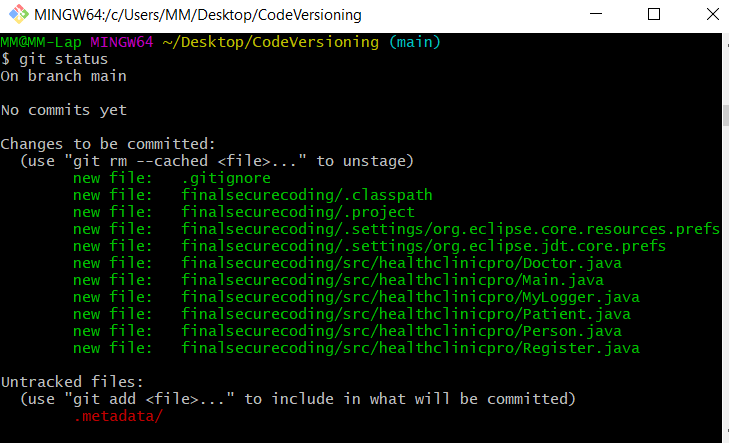 MINGW64:/c/Users/MM/Desktop/CodeVersioning
MM@MM-Lap MINGW64 ~/Desktop/CodeVersioning (main)
$ git status
On branch main

No commits yet

Changes to be committed:
  (use "git rm --cached <file>..." to unstage)
        new file:   .gitignore
        new file:   finalsecurecoding/.classpath
        new file:   finalsecurecoding/.project
        new file:   finalsecurecoding/.settings/org.eclipse.core.resources.prefs
        new file:   finalsecurecoding/.settings/org.eclipse.jdt.core.prefs
        new file:   finalsecurecoding/src/healthclinicpro/Doctor.java
        new file:   finalsecurecoding/src/healthclinicpro/Main.java
        new file:   finalsecurecoding/src/healthclinicpro/MyLogger.java
        new file:   finalsecurecoding/src/healthclinicpro/Patient.java
        new file:   finalsecurecoding/src/healthclinicpro/Person.java
        new file:   finalsecurecoding/src/healthclinicpro/Register.java

Untracked files:
  (use "git add <file>..." to include in what will be committed)
        .metadata/